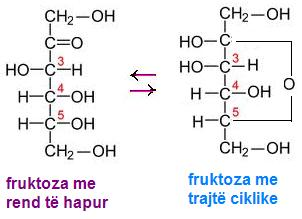 CH₂–OH
C=O
3
HO–C–H
4
H–C–OH
5
H–C–OH
CH₂–OH
fruktoza me
rend të hapur
CH₂–OH
HO–C
3
HO–C–H
4
H–C–OH
O
5
H–C
CH₂–OH
fruktoza me
trajtë ciklike